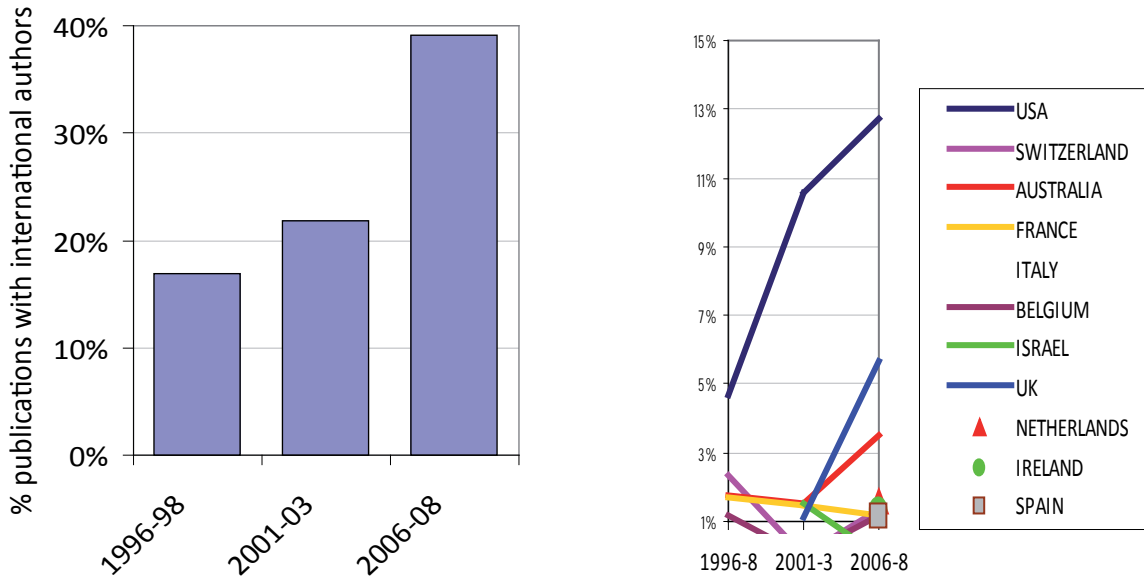 % publications with international authors
40%
30%
20%
10%
0%
1996-98
2001-03
2006-08
15%
13%
11%
9%
7%
5%
3%
1%
1996-8 2001-3 2006-8
USA
SWITZERLAND
AUSTRALIA
FRANCE
ITALY
BELGIUM
ISRAEL
UK
NETHERLANDS
IRELAND
SPAIN